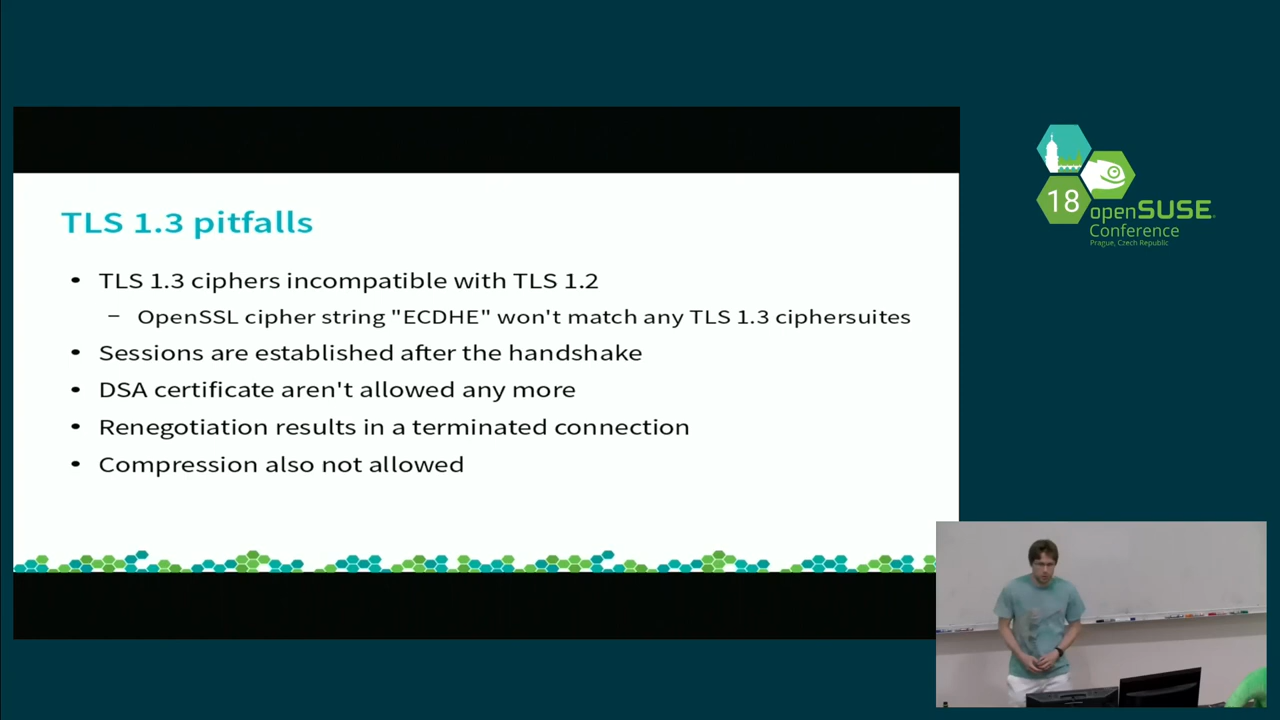 TLS 1.3 pitfalls
• TLS 1.3 ciphers incompatible with TLS 1.2
– OpenSSL cipher string "ECDHE" won't match any TLS 1.3 ciphersuites
• Sessions are established after the handshake
• DSA certificate aren't allowed any more
• Renegotiation results in a terminated connection
• Compression also not allowed
18
openSUSE
Conference
Prague, Czech Republic